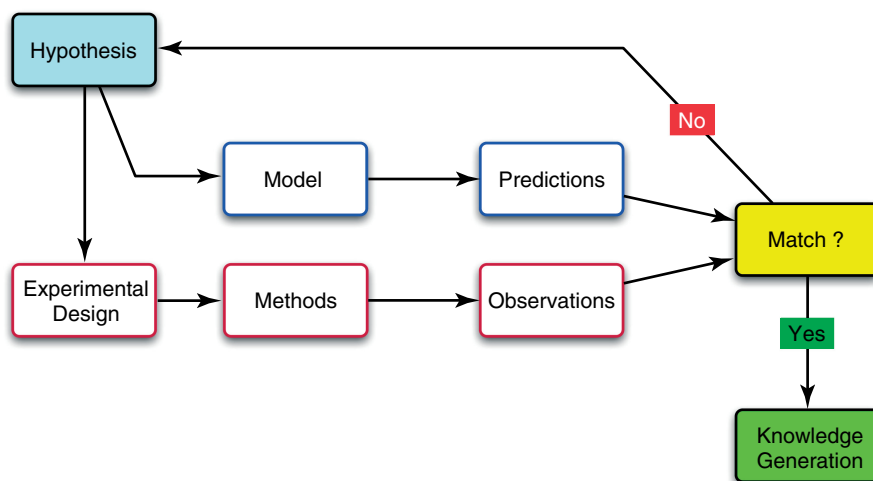 Hypothesis
No
Model
Predictions
Match ?
Experimental
Design
Methods
Observations
Yes
Knowledge
Generation